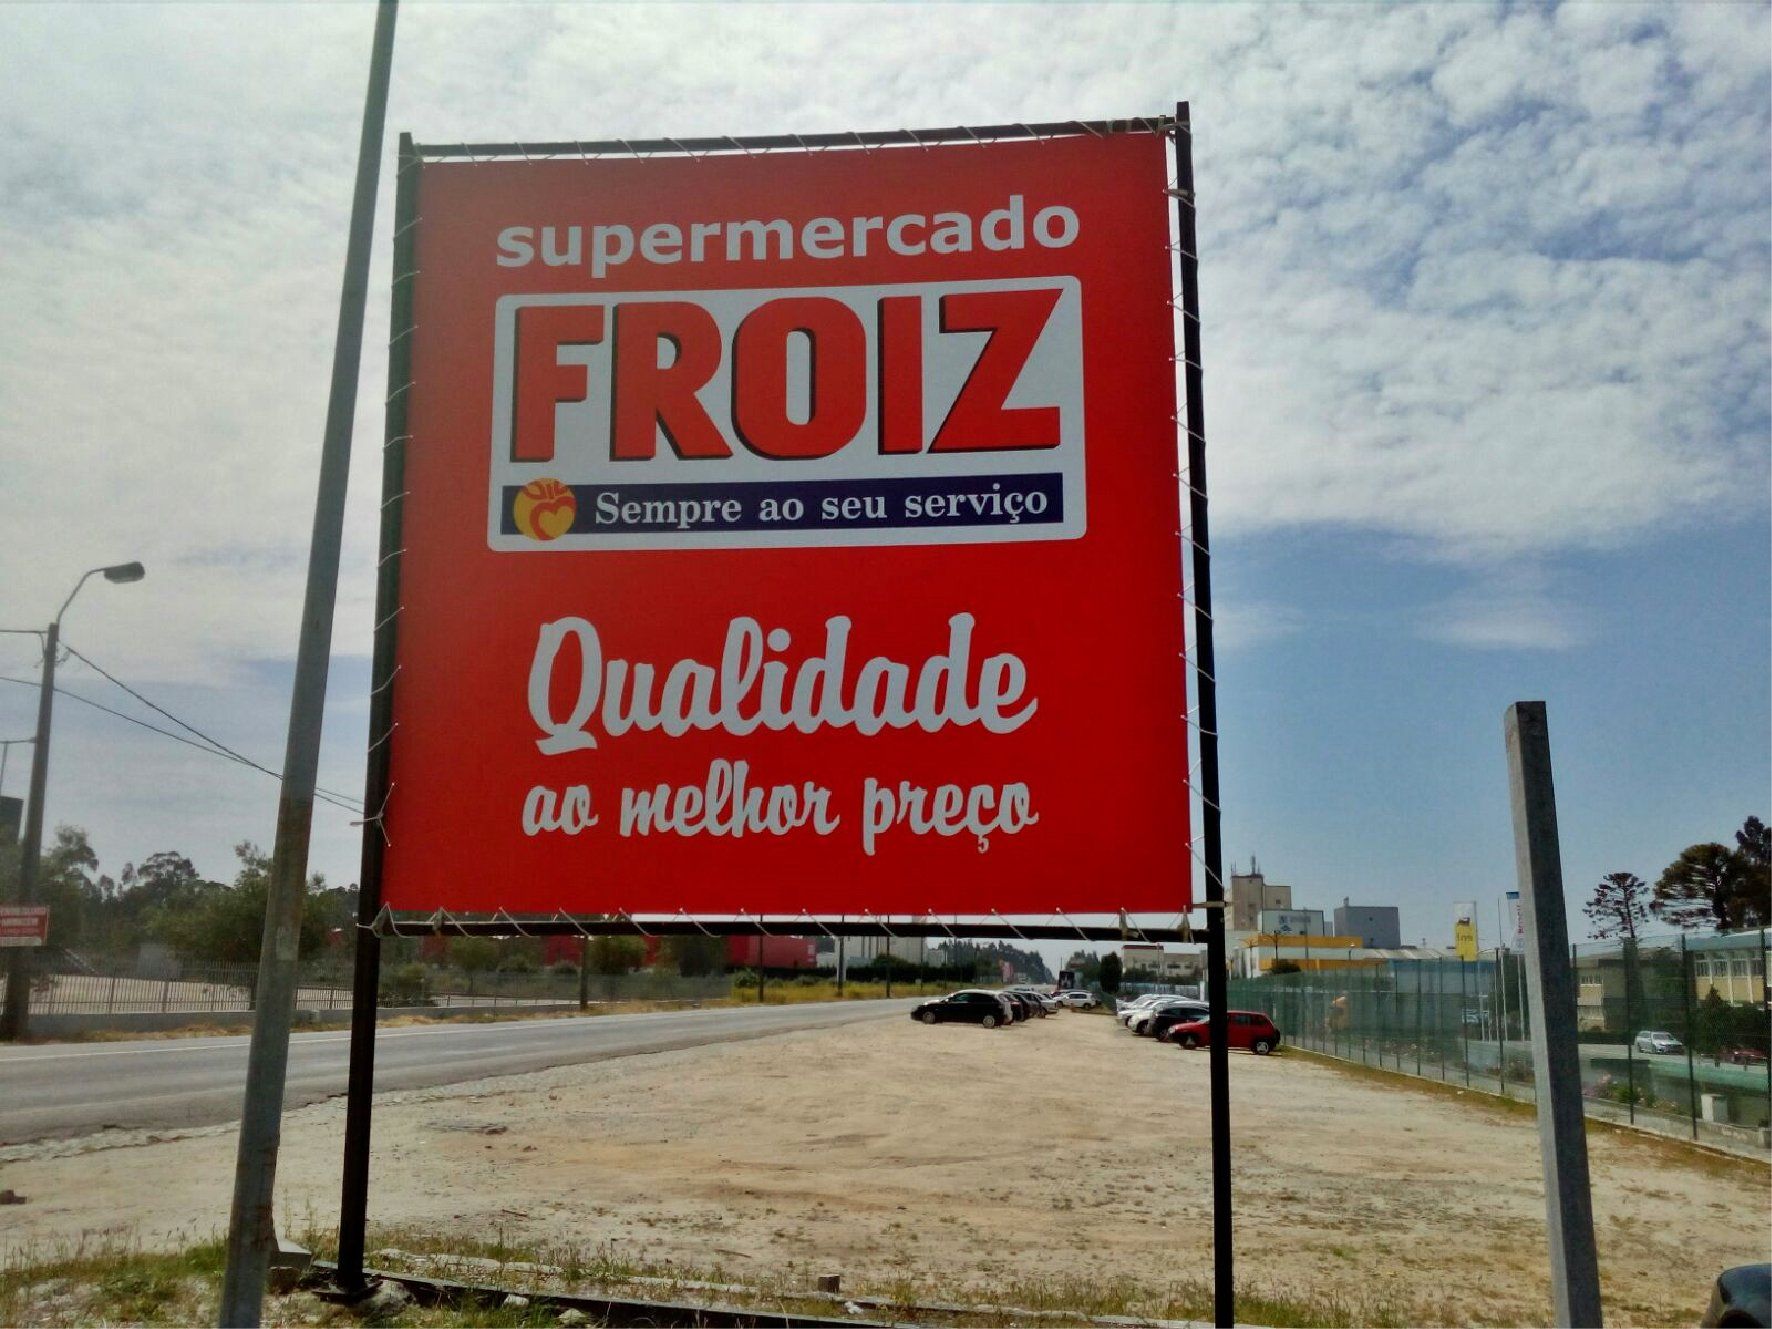 supermercado
FROIZ
Sempre ao seu serviço
Qualidade
ao melhor preço